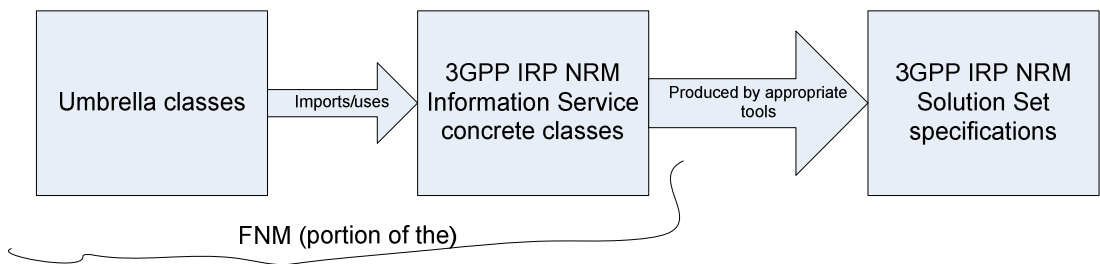 Umbrella classes
Imports/uses
3GPP IRP NRM
Information Service
concrete classes
Produced by appropriate
tools
3GPP IRP NRM
Solution Set
specifications
FNM (portion of the)